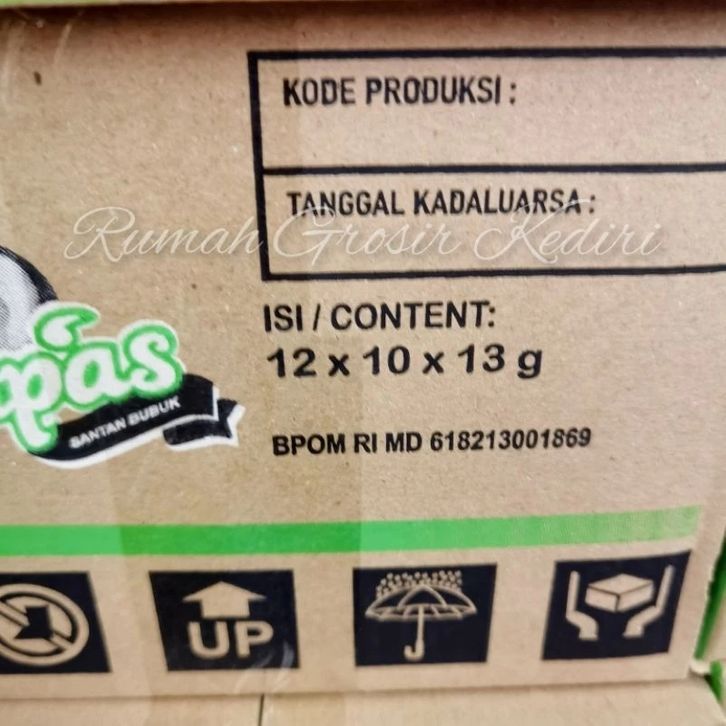 KODE PRODUKSI :
TANGGAL KADALUARSA :
Rumah Grosir Kediri
ISI / CONTENT:
12 x 10 x 13 g
pas
SANTAN BUBUK
BPOM RI MD 618213001869
UP